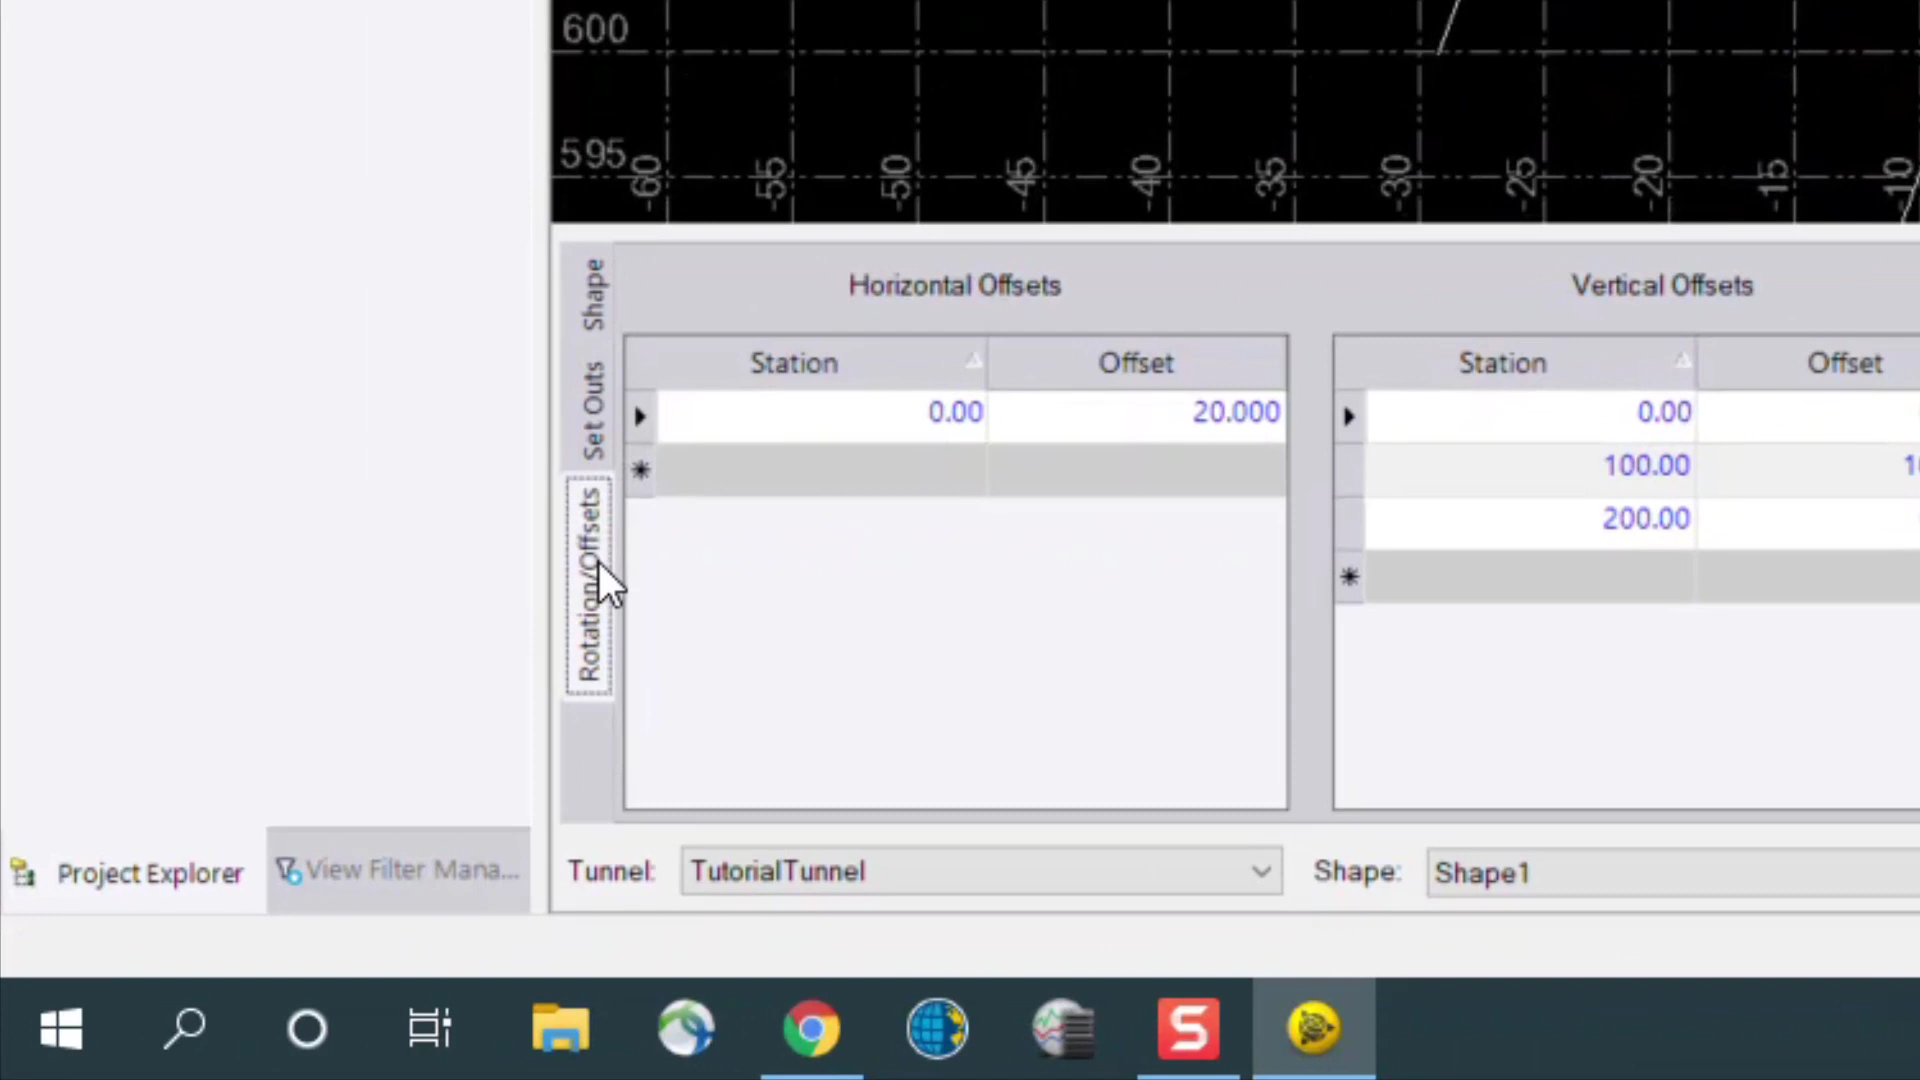 600
595
-60 -55 -50 -45 -40 -35 -30 -25 -20 -15 -10
Shape
Set Outs
Rotation/Offsets
Horizontal Offsets
Station Offset
0.00 20.000
Vertical Offsets
Station Offset
0.00
100.00
200.00
Project Explorer
View Filter Mana...
Tunnel: TutorialTunnel
Shape: Shape1